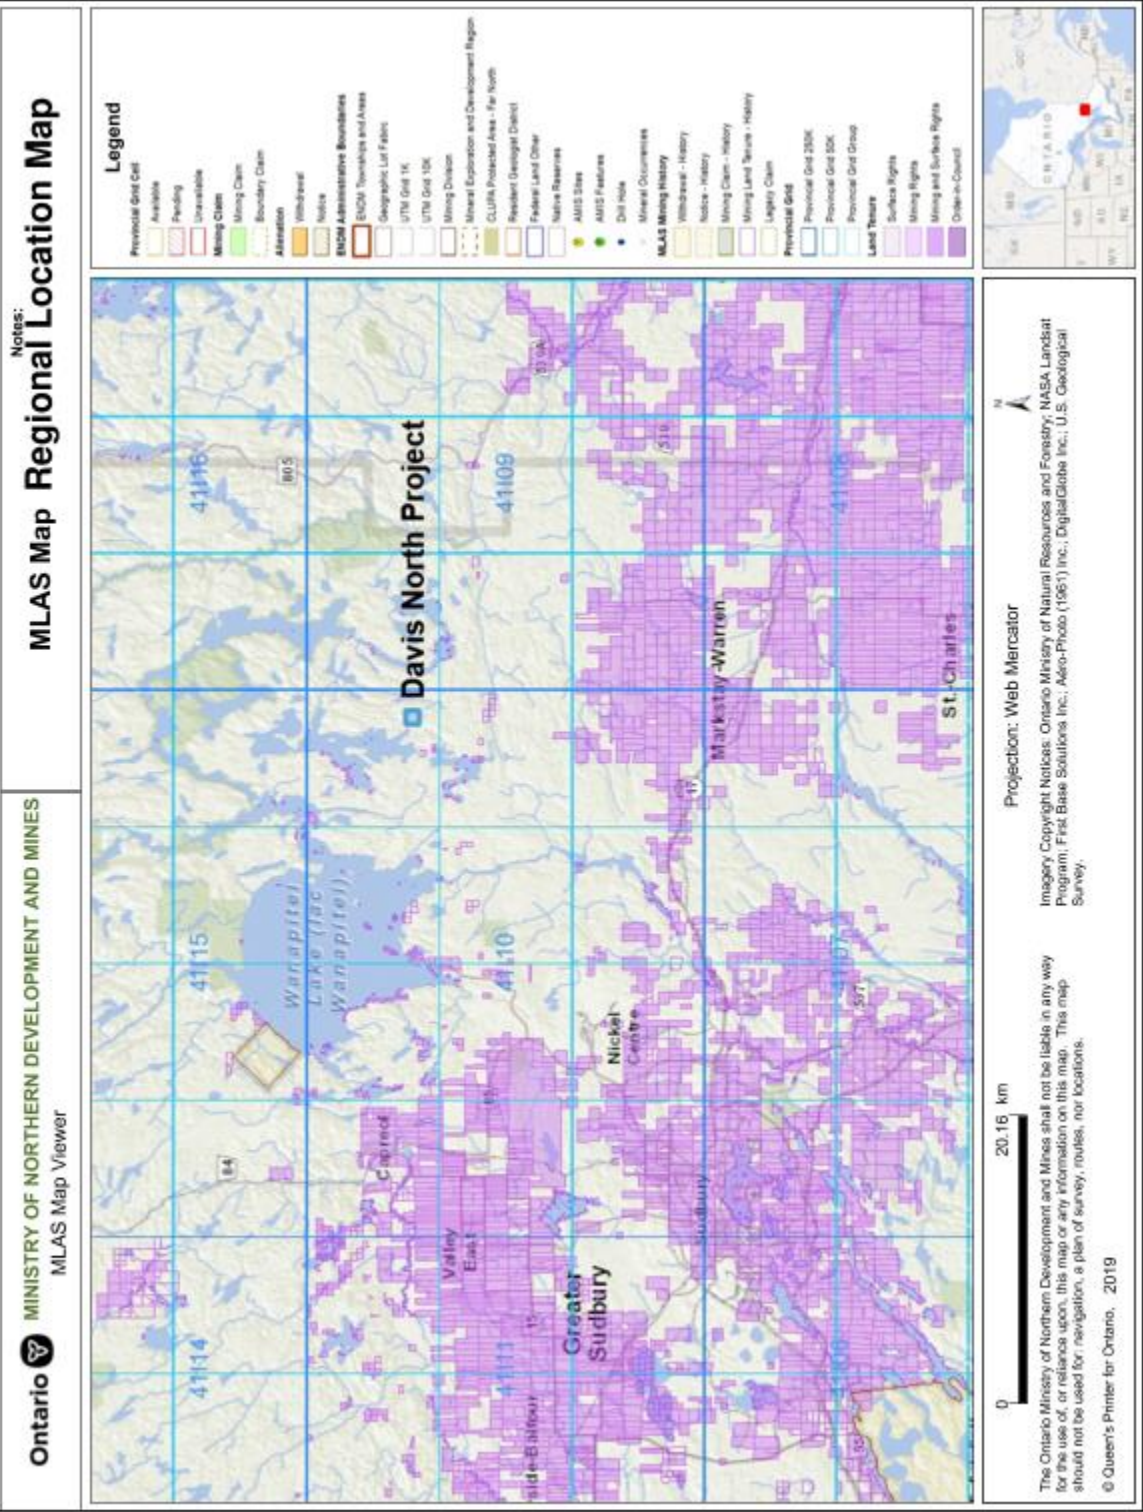 Ontario
MINISTRY OF NORTHERN DEVELOPMENT AND MINES
MLAS Map Viewer
Notes:
MLAS Map Regional Location Map
41I14
41I15
41I16
84
805
Wanapitei
Lake (lac
Wanapitei)
Capreol
Davis North Project
Valley
East
41I11
41I10
41I09
539A
side-Balfour
Greater
Sudbury
Nickel
Centre
539
Sudbury
17
Markstay-Warren
537
41I07
41I08
St.-Charles
Legend
Provincial Grid Cell
Available
Pending
Unavailable
Mining Claim
Mining Claim
Boundary Claim
Alienation
Withdrawal
Notice
ENDM Administrative Boundaries
ENDM Townships and Areas
Geographic Lot Fabric
UTM Grid 1K
UTM Grid 10K
Mining Division
Mineral Exploration and Development Region
CLUPA Protected Area - Far North
Resident Geologist District
Federal Land Other
Native Reserves
AMIS Sites
AMIS Features
Drill Hole
Mineral Occurrences
MLAS Mining History
Withdrawal - History
Notice - History
Mining Claim - History
Mining Land Tenure - History
Legacy Claim
Provincial Grid
Provincial Grid 250K
Provincial Grid 50K
Provincial Grid Group
Land Tenure
Surface Rights
Mining Rights
Mining and Surface Rights
Order-in-Council
0
20.16 km
Projection: Web Mercator
N
The Ontario Ministry of Northern Development and Mines shall not be liable in any way
for the use of, or reliance upon, this map or any information on this map. This map
should not be used for: navigation, a plan of survey, routes, nor locations.
© Queen's Printer for Ontario, 2019
Imagery Copyright Notices: Ontario Ministry of Natural Resources and Forestry; NASA Landsat
Program; First Base Solutions Inc.; Aéro-Photo (1961) Inc.; DigitalGlobe Inc.; U.S. Geological
Survey.
ONTARIO